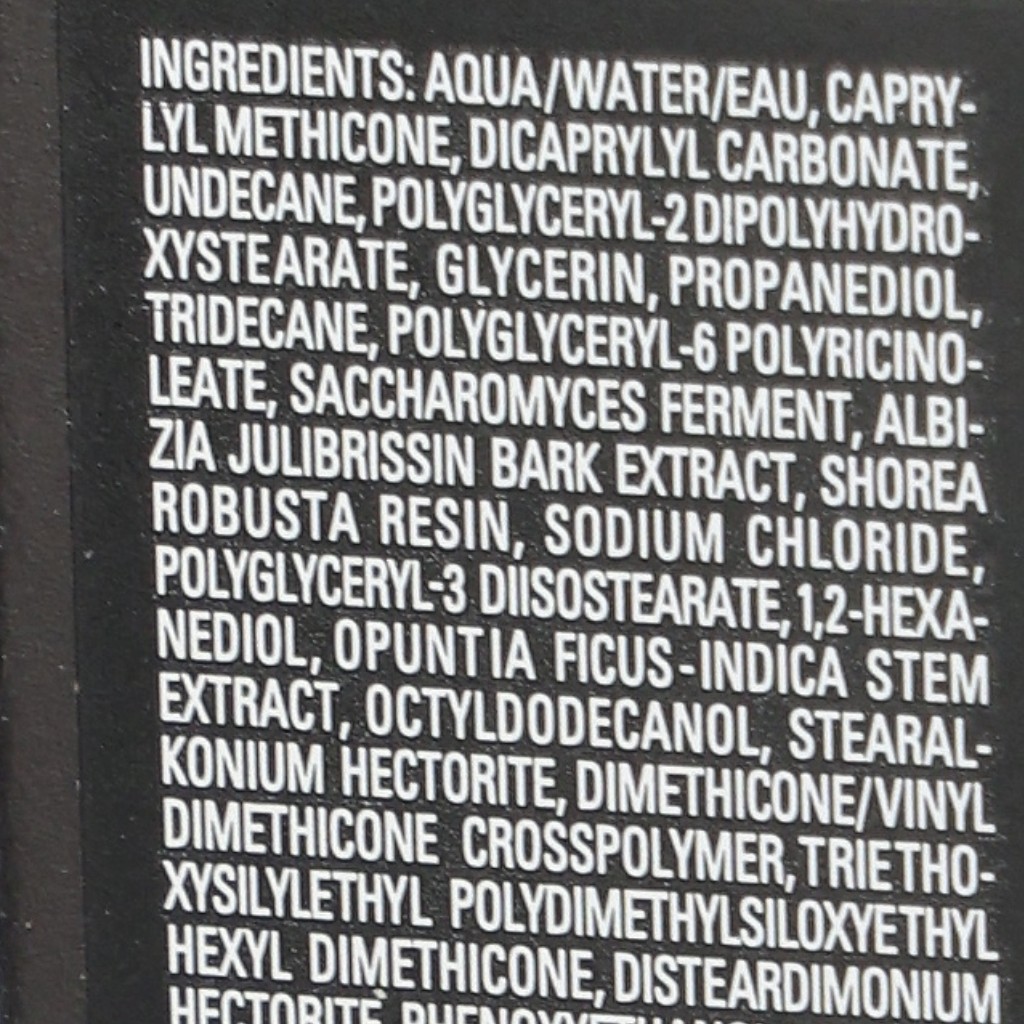 INGREDIENTS: AQUA/WATER/EAU, CAPRY-
LYL METHICONE, DICAPRYLYL CARBONATE,
UNDECANE, POLYGLYCERYL-2 DIPOLYHYDRO-
XYSTEARATE, GLYCERIN, PROPANEDIOL,
TRIDECANE, POLYGLYCERYL-6 POLYRICINO-
LEATE, SACCHAROMYCES FERMENT, ALBI-
ZIA JULIBRISSIN BARK EXTRACT, SHOREA
ROBUSTA RESIN, SODIUM CHLORIDE,
POLYGLYCERYL-3 DIISOSTEARATE, 1,2-HEXA-
NEDIOL, OPUNTIA FICUS-INDICA STEM
EXTRACT, OCTYLDODECANOL, STEARAL-
KONIUM HECTORITE, DIMETHICONE/VINYL
DIMETHICONE CROSSPOLYMER, TRIETHO-
XYSILYLETHYL POLYDIMETHYLSILOXYETHYL
HEXYL DIMETHICONE, DISTEARDIMONIUM
HECTORITE